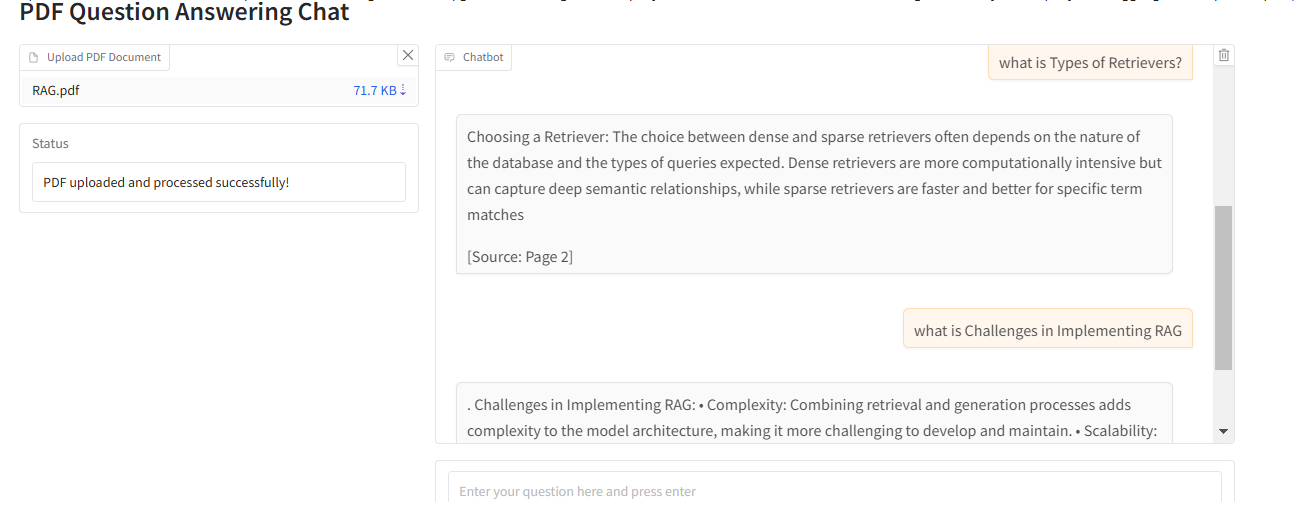 PDF Question Answering Chat
Upload PDF Document
RAG.pdf
71.7 KB
Status
PDF uploaded and processed successfully!
Chatbot
what is Types of Retrievers?
Choosing a Retriever: The choice between dense and sparse retrievers often depends on the nature of
the database and the types of queries expected. Dense retrievers are more computationally intensive but
can capture deep semantic relationships, while sparse retrievers are faster and better for specific term
matches
[Source: Page 2]
what is Challenges in Implementing RAG
. Challenges in Implementing RAG: • Complexity: Combining retrieval and generation processes adds
complexity to the model architecture, making it more challenging to develop and maintain. • Scalability:
Enter your question here and press enter